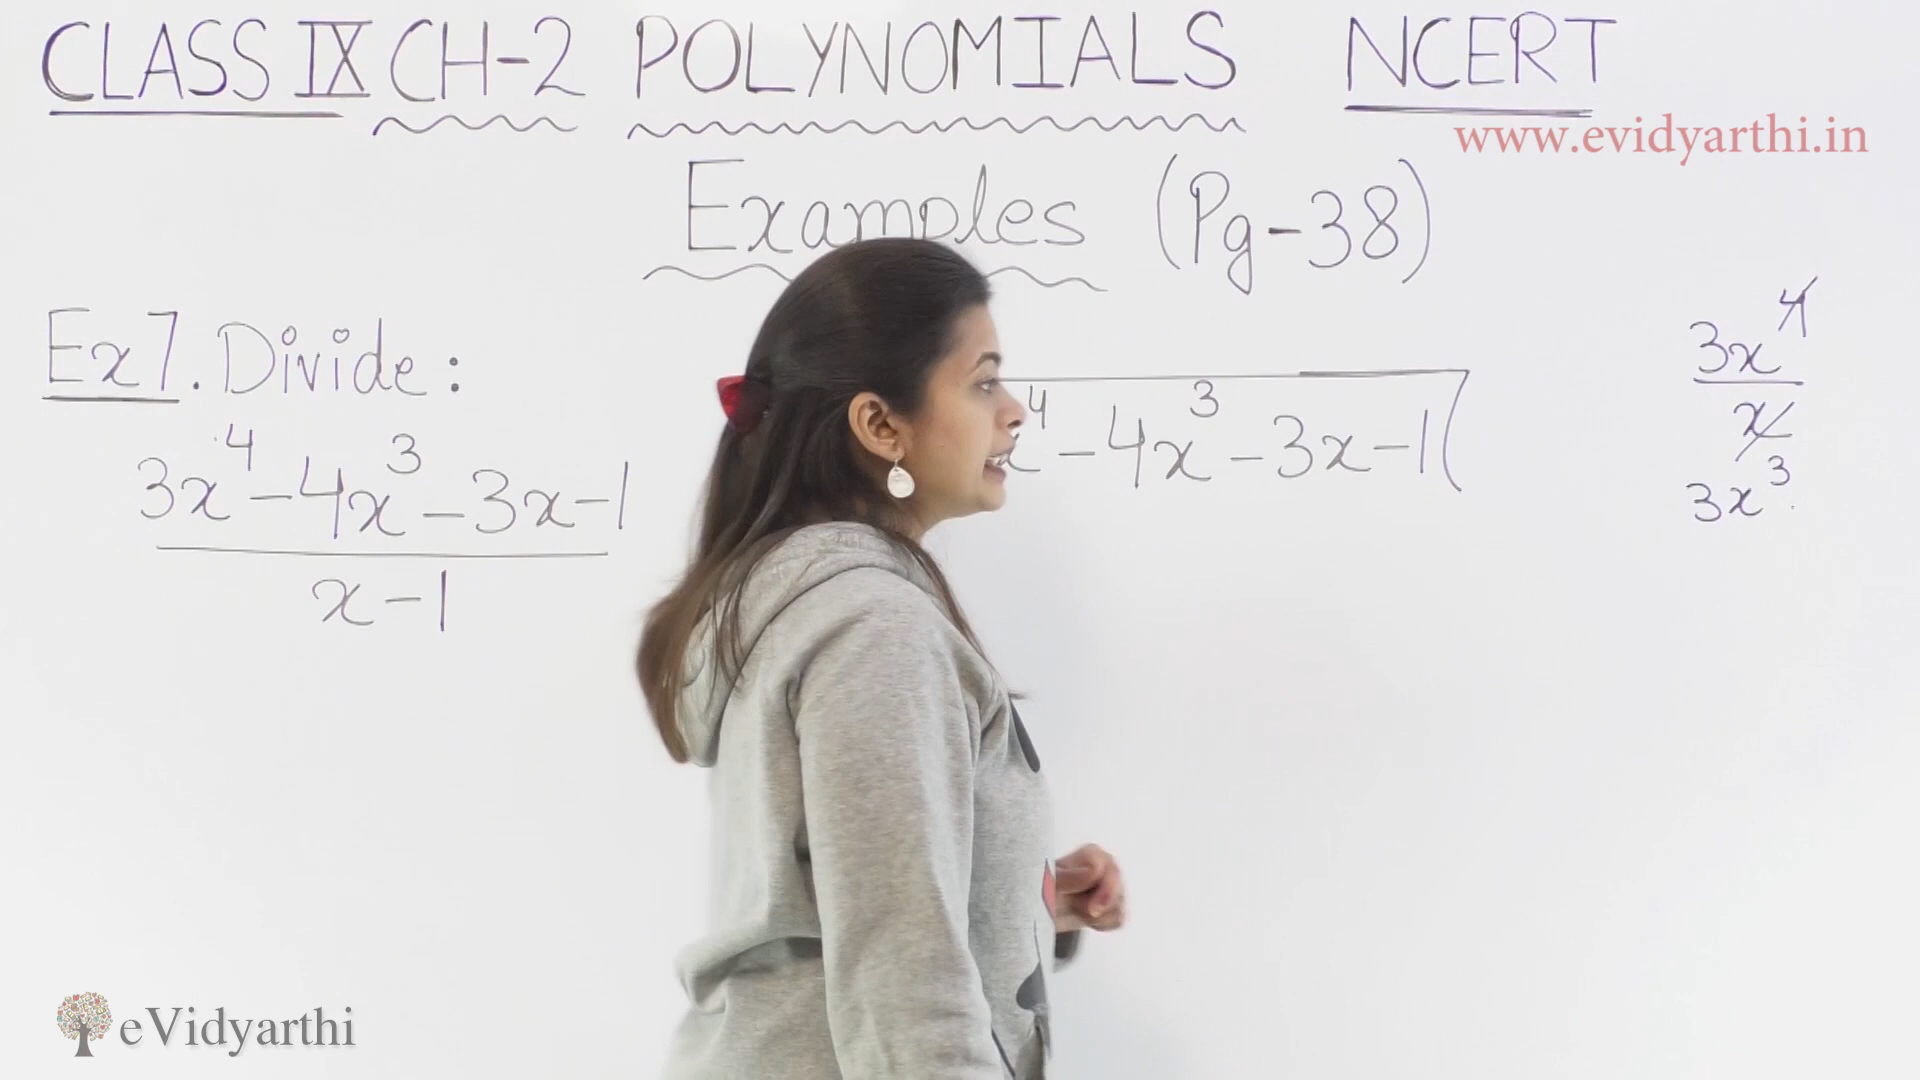 CLASS IX CH-2 POLYNOMIALS NCERT
www.evidyarthi.in
Examples (Pg-38)
Ex7. Divide:
3x⁴-4x³-3x-1
x-1
x⁴-4x³-3x-1
3x⁴
x
3x³
eVidyarthi